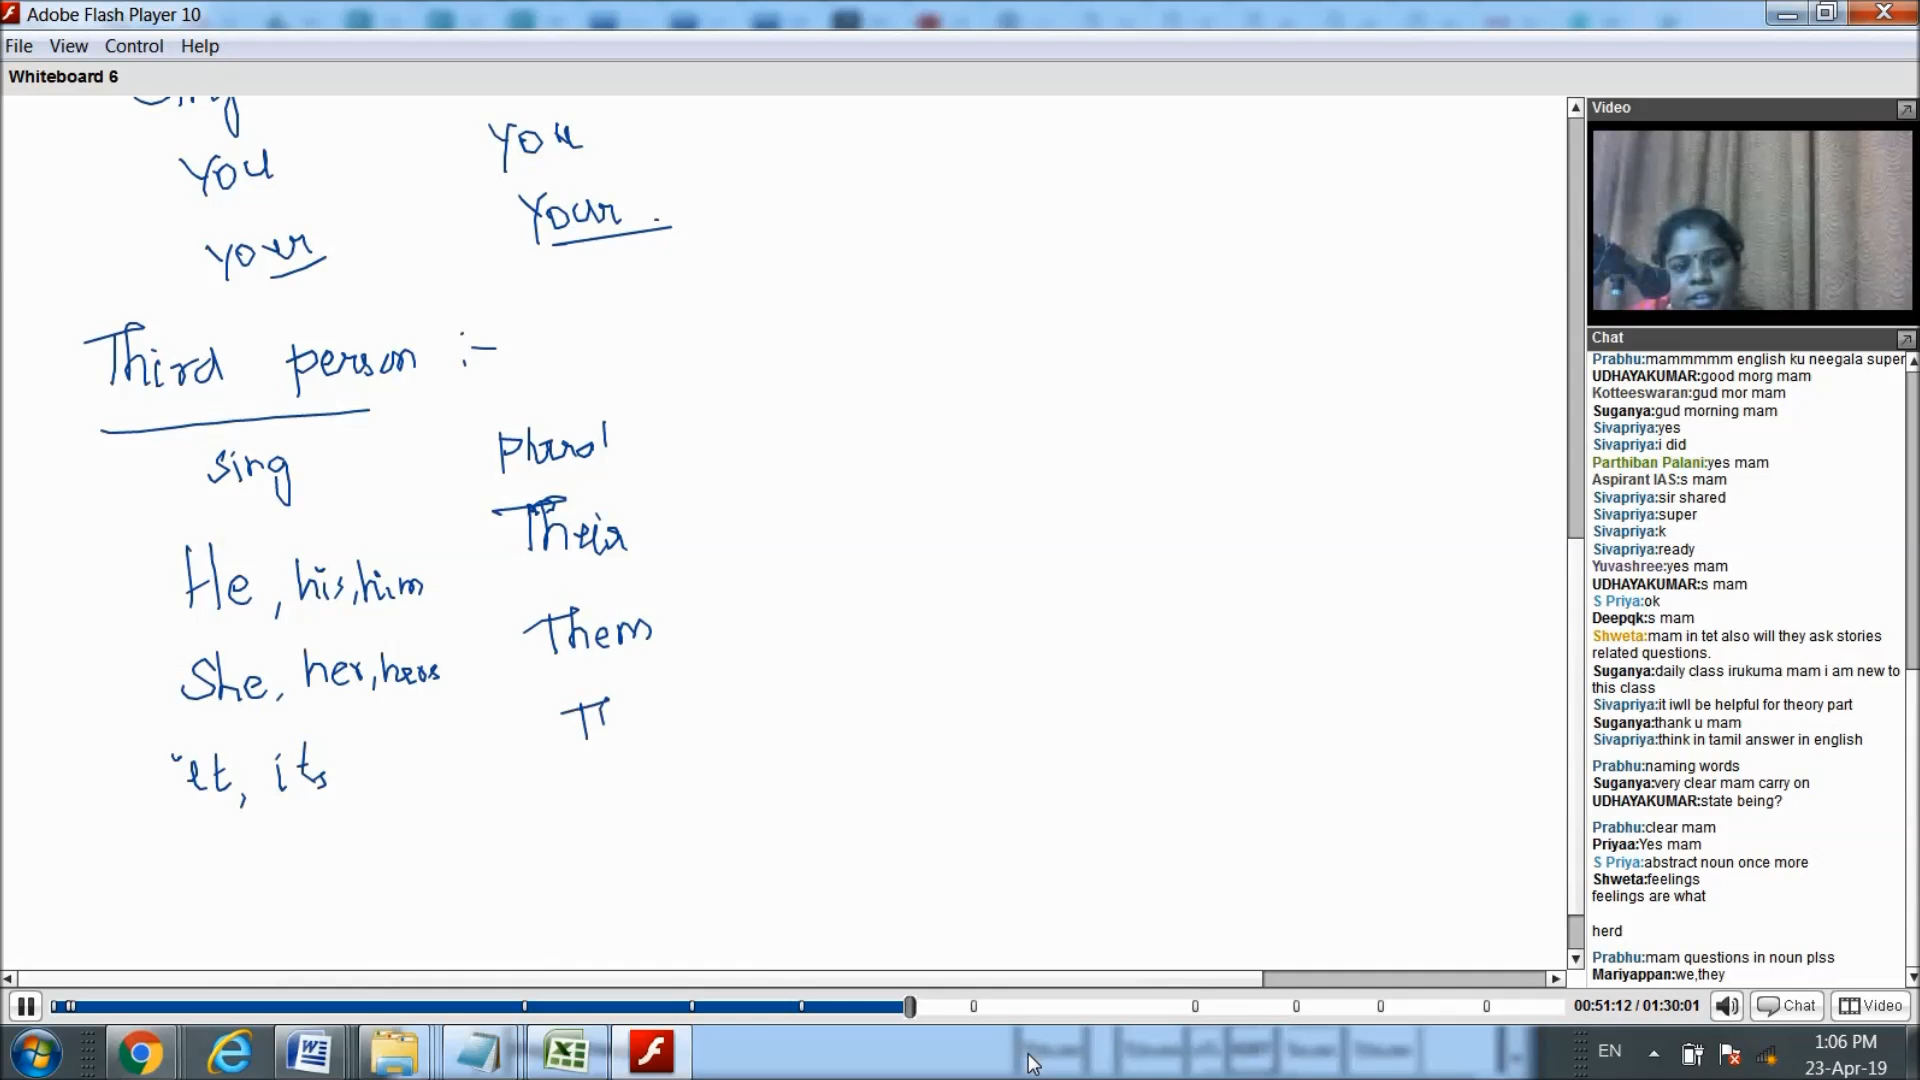 Adobe Flash Player 10
File View Control Help
Whiteboard 6
Sing
You
You
Your
Your
Third person :-
sing
plural
Their
He, his, him
Them
She, her, hers
it, its
Video
Chat
Prabhu:mammmmm english ku neegala super
UDHAYAKUMAR:good morg mam
Kotteeswaran:gud mor mam
Suganya:gud morning mam
Sivapriya:yes
Sivapriya:i did
Parthiban Palani:yes mam
Aspirant IAS:s mam
Sivapriya:sir shared
Sivapriya:super
Sivapriya:k
Sivapriya:ready
Yuvashree:yes mam
UDHAYAKUMAR:s mam
S Priya:ok
Deepqk:s mam
Shweta:mam in tet also will they ask stories
related questions.
Suganya:daily class irukuma mam i am new to
this class
Sivapriya:it iwll be helpful for theory part
Suganya:thank u mam
Sivapriya:think in tamil answer in english
Prabhu:naming words
Suganya:very clear mam carry on
UDHAYAKUMAR:state being?
Prabhu:clear mam
Priyaa:Yes mam
S Priya:abstract noun once more
Shweta:feelings
feelings are what
herd
Prabhu:mam questions in noun plss
Mariyappan:we,they
00:51:12 / 01:30:01 Chat Video
EN
1:06 PM
23-Apr-19